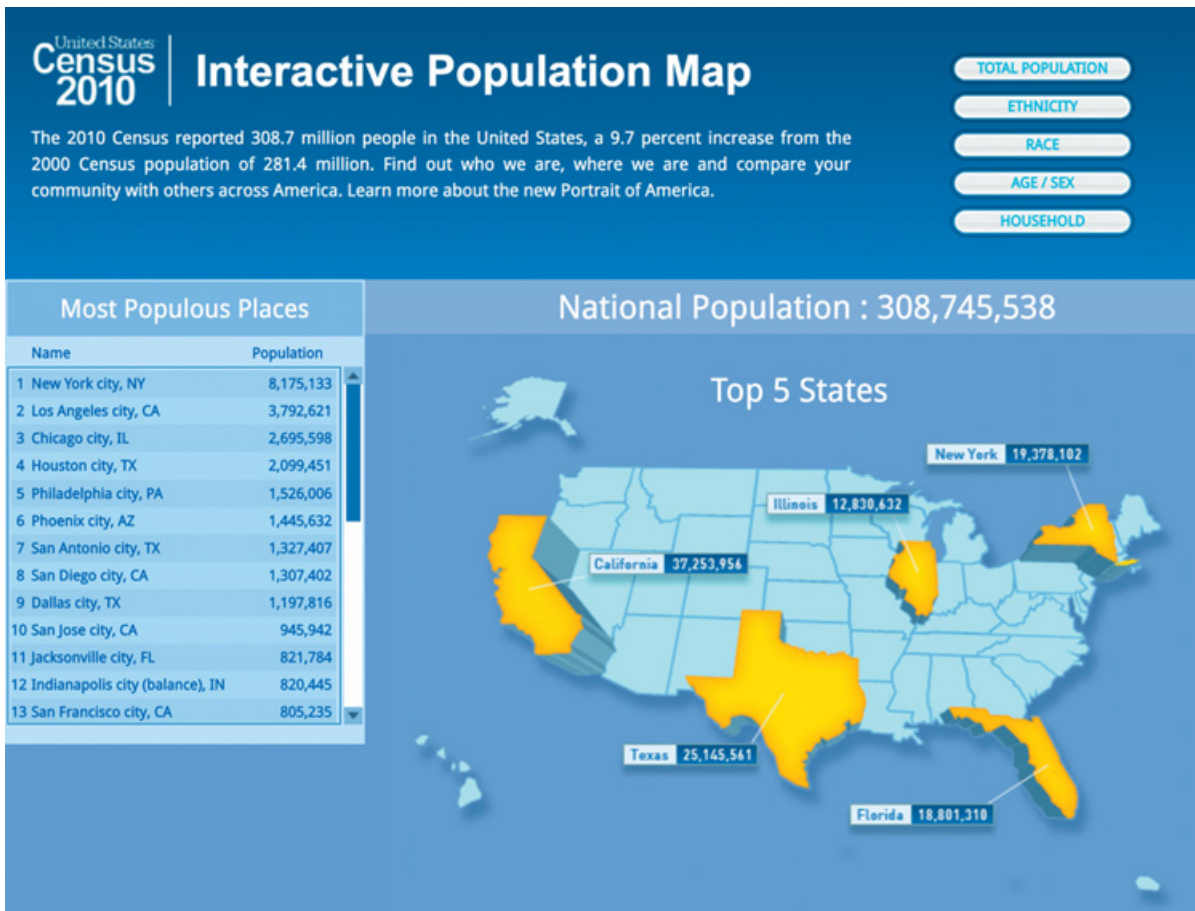 United States
Census
2010
Interactive Population Map
The 2010 Census reported 308.7 million people in the United States, a 9.7 percent increase from the
2000 Census population of 281.4 million. Find out who we are, where we are and compare your
community with others across America. Learn more about the new Portrait of America.
TOTAL POPULATION
ETHNICITY
RACE
AGE / SEX
HOUSEHOLD
Most Populous Places
Name Population
1 New York city, NY 8,175,133
2 Los Angeles city, CA 3,792,621
3 Chicago city, IL 2,695,598
4 Houston city, TX 2,099,451
5 Philadelphia city, PA 1,526,006
6 Phoenix city, AZ 1,445,632
7 San Antonio city, TX 1,327,407
8 San Diego city, CA 1,307,402
9 Dallas city, TX 1,197,816
10 San Jose city, CA 945,942
11 Jacksonville city, FL 821,784
12 Indianapolis city (balance), IN 820,445
13 San Francisco city, CA 805,235
National Population : 308,745,538
Top 5 States
New York 19,378,102
Illinois 12,830,632
California 37,253,956
Texas 25,145,561
Florida 18,801,310